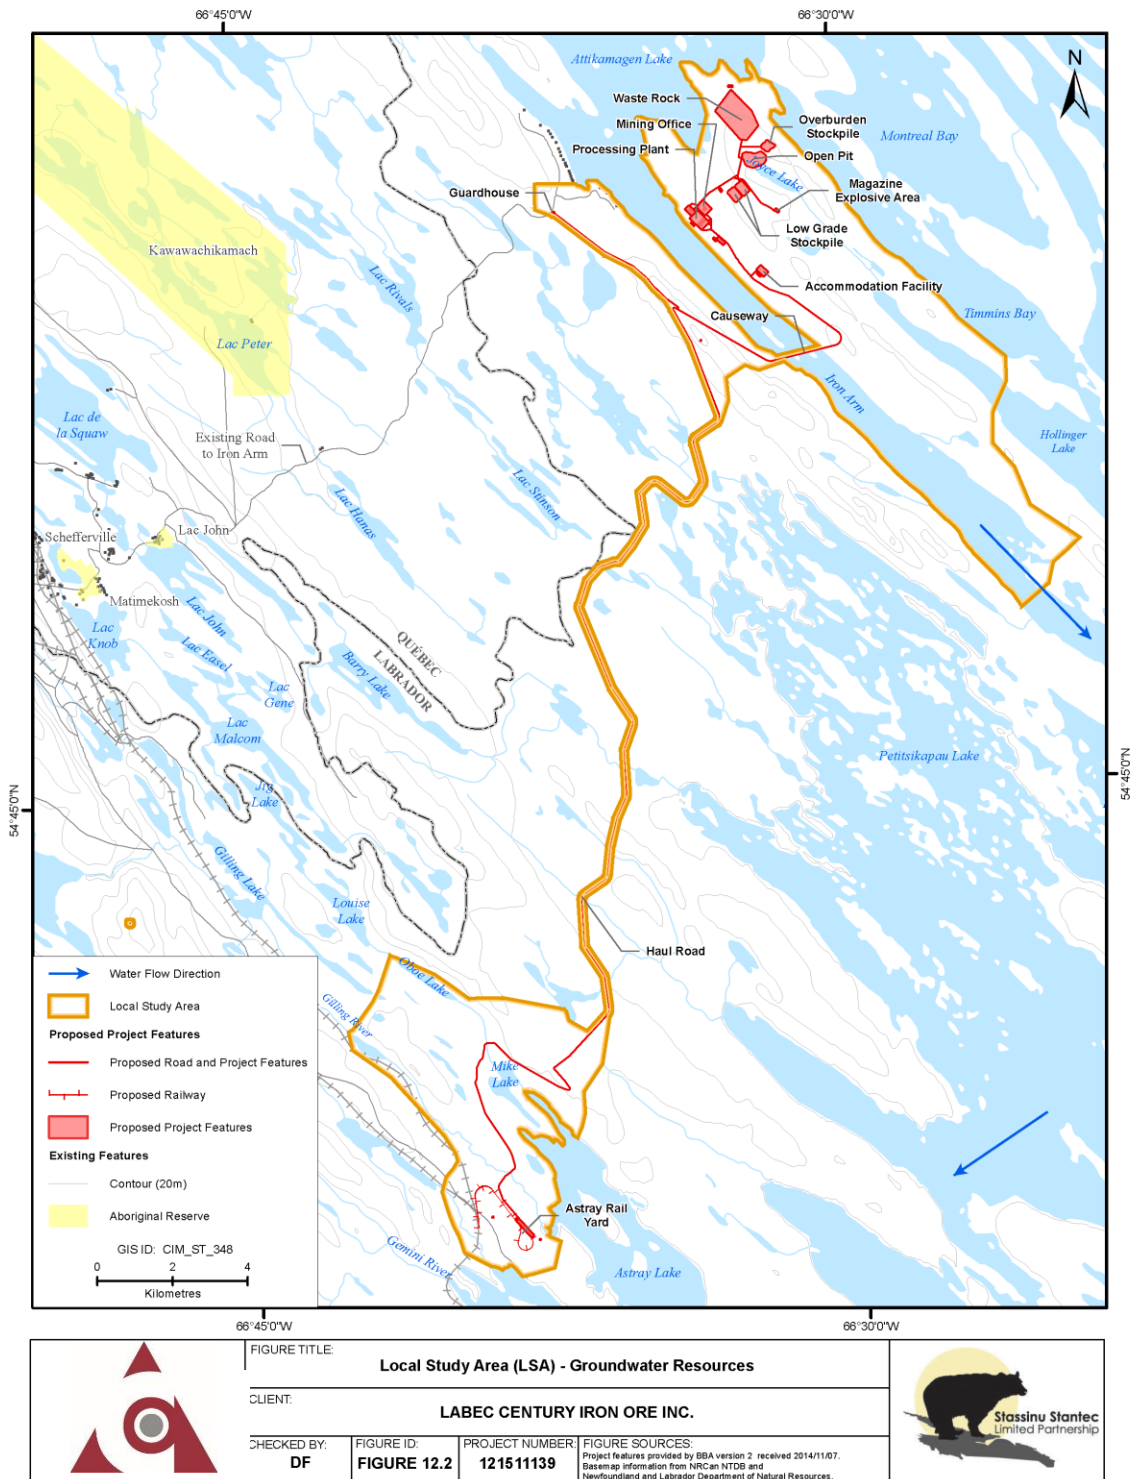 66°45'0"W
66°30'0"W
Attikamagen Lake
N
Waste Rock
Mining Office
Overburden
Stockpile
Montreal Bay
Processing Plant
Open Pit
Joyce Lake
Magazine
Explosive Area
Guardhouse
Low Grade
Stockpile
Kawawachikamach
Lac Rivals
Accommodation Facility
Causeway
Timmins Bay
Lac Peter
Iron Arm
Lac de
la Squaw
Existing Road
to Iron Arm
Hollinger
Lake
Lac Hanas
Lac Stinson
Schefferville
Lac John
Matimekosh
Lac John
Lac
Knob
Lac Easel
QUÉBEC
LABRADOR
Barry Lake
Lac
Gene
Lac
Malcom
Petitsikapau Lake
Jig
Lake
54°45'0"N
54°45'0"N
Gilling Lake
Louise
Lake
Haul Road
Oboe Lake
Gilling River
Mike
Lake
Astray Rail
Yard
Gemini River
Astray Lake
Water Flow Direction
Local Study Area
Proposed Project Features
Proposed Road and Project Features
Proposed Railway
Proposed Project Features
Existing Features
Contour (20m)
Aboriginal Reserve
GIS ID: CIM_ST_348
0 2 4
Kilometres
66°45'0"W
66°30'0"W
FIGURE TITLE:
Local Study Area (LSA) - Groundwater Resources
CLIENT:
LABEC CENTURY IRON ORE INC.
CHECKED BY:
DF
FIGURE ID:
FIGURE 12.2
PROJECT NUMBER:
121511139
FIGURE SOURCES:
Project features provided by BBA version 2 received 2014/11/07.
Basemap information from NRCan NTDB and
Newfoundland and Labrador Department of Natural Resources.
Stassinu Stantec
Limited Partnership